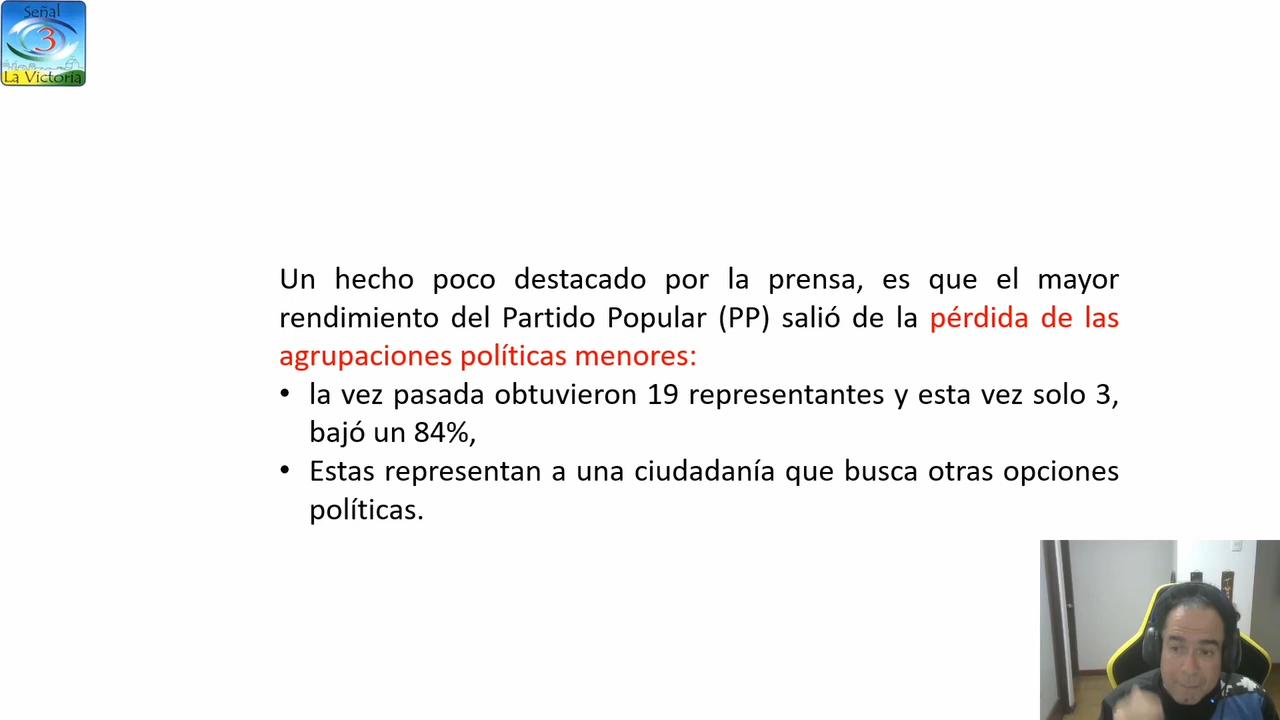 Señal
3
La Victoria
Un hecho poco destacado por la prensa, es que el mayor
rendimiento del Partido Popular (PP) salió de la pérdida de las
agrupaciones políticas menores:
• la vez pasada obtuvieron 19 representantes y esta vez solo 3,
bajó un 84%,
• Estas representan a una ciudadanía que busca otras opciones
políticas.